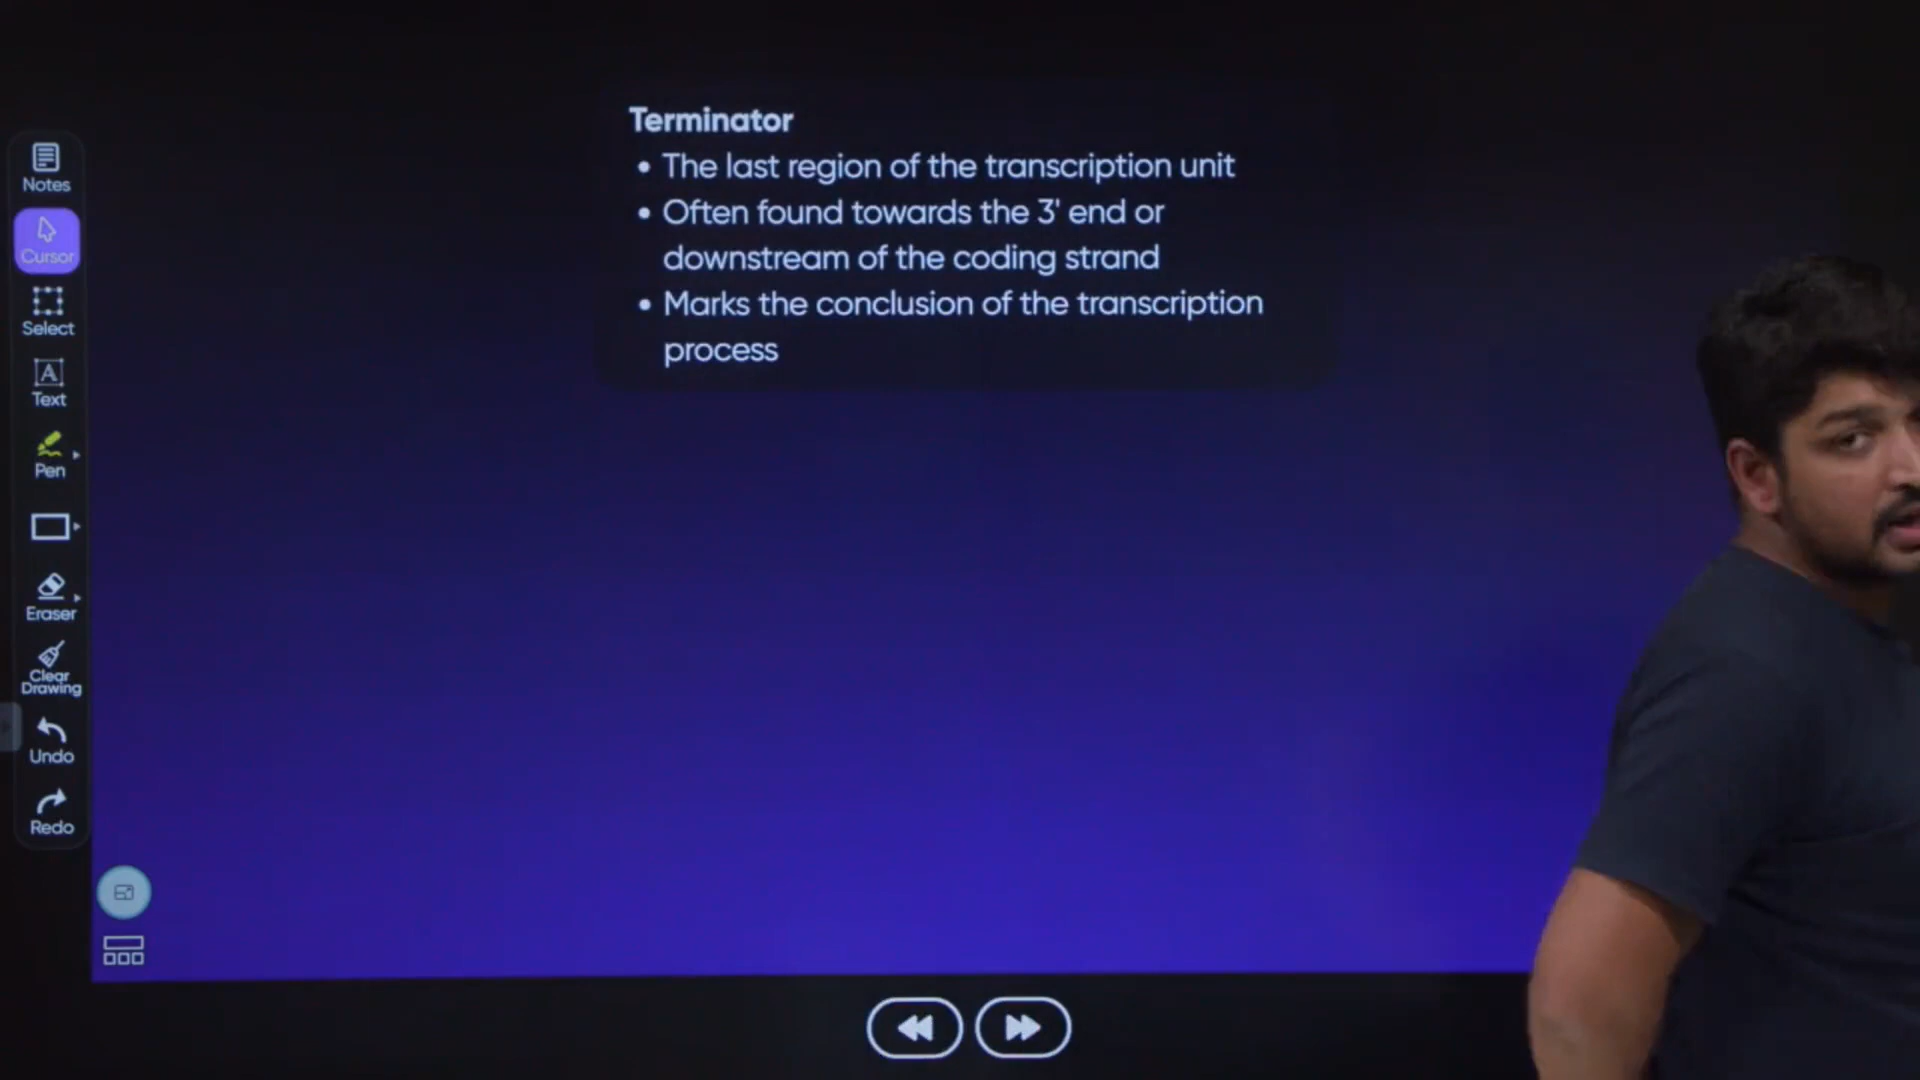 Terminator
• The last region of the transcription unit
• Often found towards the 3' end or
downstream of the coding strand
• Marks the conclusion of the transcription
process
Notes
Cursor
Select
Text
Pen
Eraser
Clear
Drawing
Undo
Redo